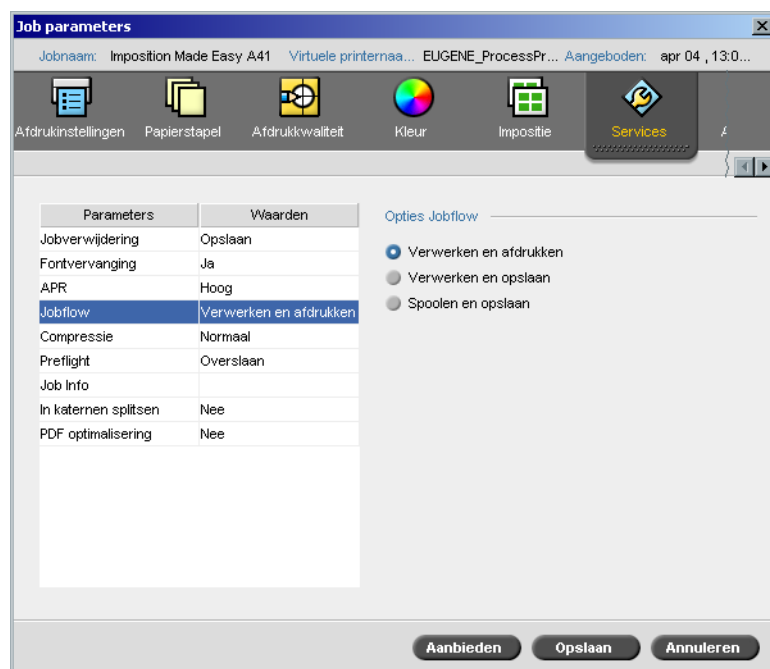 Job parameters
Jobnaam: Imposition Made Easy A41 Virtuele printernaa... EUGENE_ProcessPr... Aangeboden: apr 04 , 13:0...
Afdrukinstellingen Papierstapel Afdrukkwaliteit Kleur Impositie Services
Parameters Waarden
Jobverwijdering Opslaan
Fontvervanging Ja
APR Hoog
Jobflow Verwerken en afdrukken
Compressie Normaal
Preflight Overslaan
Job Info
In katernen splitsen Nee
PDF optimalisering Nee
Opties Jobflow
Verwerken en afdrukken
Verwerken en opslaan
Spoolen en opslaan
Aanbieden Opslaan Annuleren